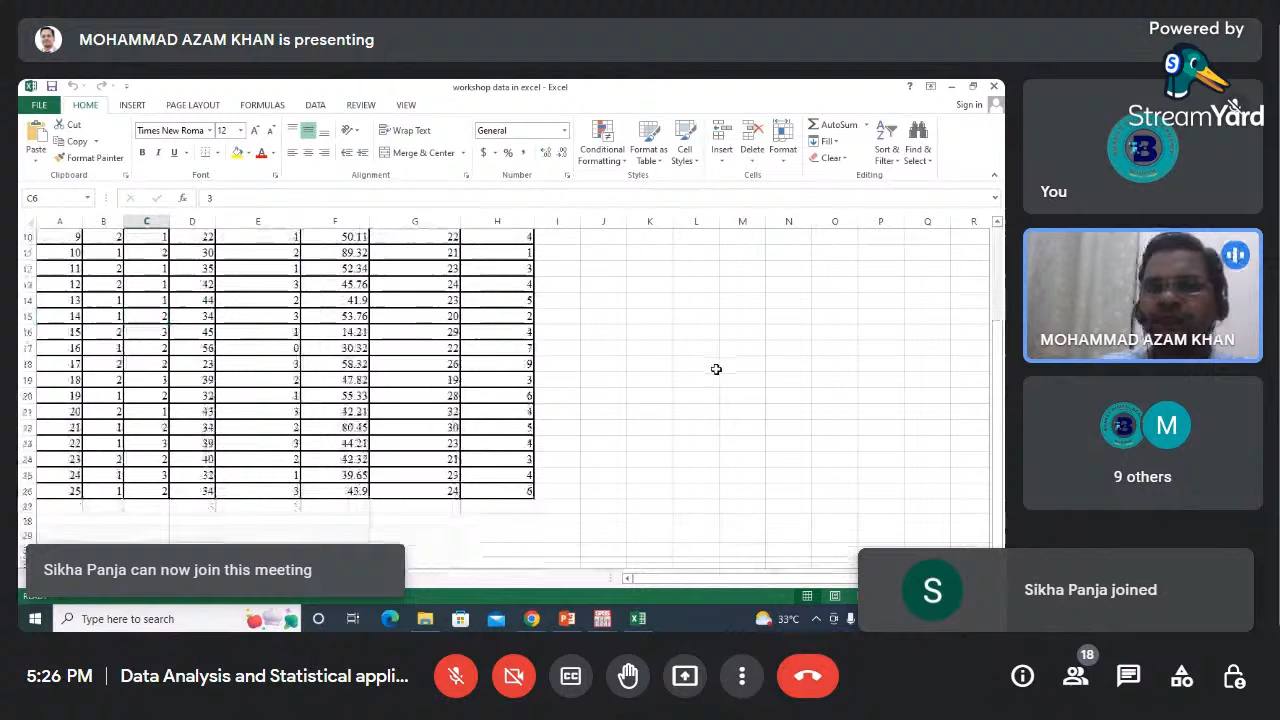 MOHAMMAD AZAM KHAN is presenting
Powered by
StreamYard
workshop data in excel - Excel
Sign in
FILE HOME INSERT PAGE LAYOUT FORMULAS DATA REVIEW VIEW
Cut
Copy
Format Painter
Paste
Times New Roma 12
B I U
Wrap Text
Merge & Center
General
$ % ,
Conditional Formatting
Format as Table
Cell Styles
Insert Delete Format
AutoSum
Fill
Clear
Sort & Filter
Find & Select
Clipboard Font Alignment Number Styles Cells Editing
C6 fx 3
A B C D E F G H I J K L M N O P Q R
10 9 2 1 22 1 50.11 22 4
10 1 2 30 2 89.32 21 1
11 2 1 35 1 52.34 23 3
12 2 1 42 3 45.76 24 4
14 13 1 1 44 2 41.9 23 5
15 14 1 2 34 3 53.76 20 2
16 15 2 3 45 1 14.21 29 4
16 1 2 56 0 30.32 22 7
17 2 2 23 3 58.32 26 9
19 18 2 3 39 2 47.82 19 3
20 19 1 2 32 1 55.33 28 6
21 20 2 1 43 3 42.21 32 4
21 1 2 34 2 80.45 30 5
22 1 3 39 3 44.21 23 4
23 2 2 40 2 42.32 21 3
24 1 3 32 1 39.65 23 4
26 25 1 2 34 3 43.9 24 6
28
29
You
MOHAMMAD AZAM KHAN
M
9 others
Sikha Panja can now join this meeting
S
Sikha Panja joined
Type here to search
33°C
5:26 PM Data Analysis and Statistical appli...
18